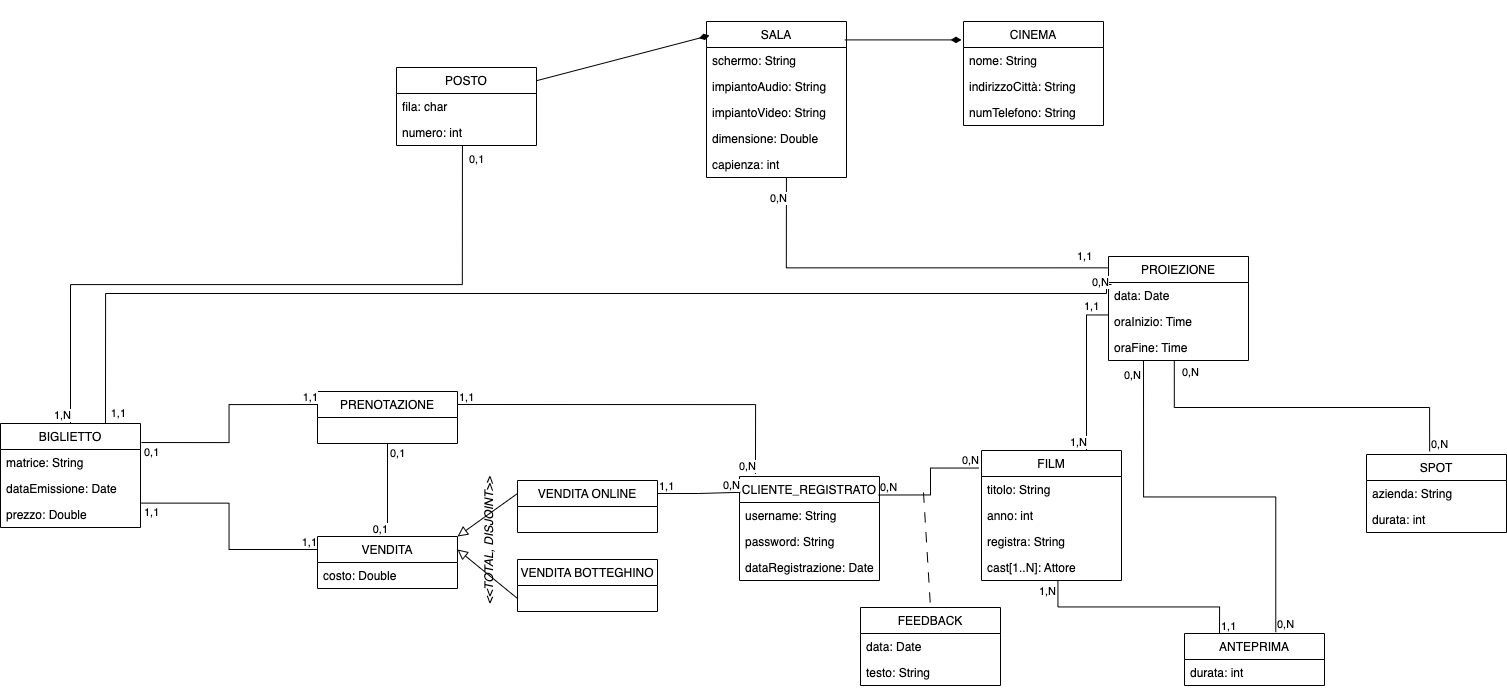 SALA
schermo: String
impiantoAudio: String
impiantoVideo: String
dimensione: Double
capienza: int
0,N
CINEMA
nome: String
indirizzoCittà: String
numTelefono: String
POSTO
fila: char
numero: int
0,1
1,1
PROIEZIONE
0,N
data: Date
1,1
oraInizio: Time
oraFine: Time
0,N
0,N
1,N
1,1
BIGLIETTO
matrice: String
dataEmissione: Date
prezzo: Double
0,1
1,1
1,1
PRENOTAZIONE
1,1
0,1
0,1
1,1
VENDITA
costo: Double
<<TOTAL, DISJOINT>>
VENDITA ONLINE
1,1
VENDITA BOTTEGHINO
0,N
0,N
CLIENTE_REGISTRATO
0,N
username: String
password: String
dataRegistrazione: Date
0,N
1,N
FILM
titolo: String
anno: int
registra: String
cast[1..N]: Attore
1,N
0,N
SPOT
azienda: String
durata: int
FEEDBACK
data: Date
testo: String
1,1
0,N
ANTEPRIMA
durata: int